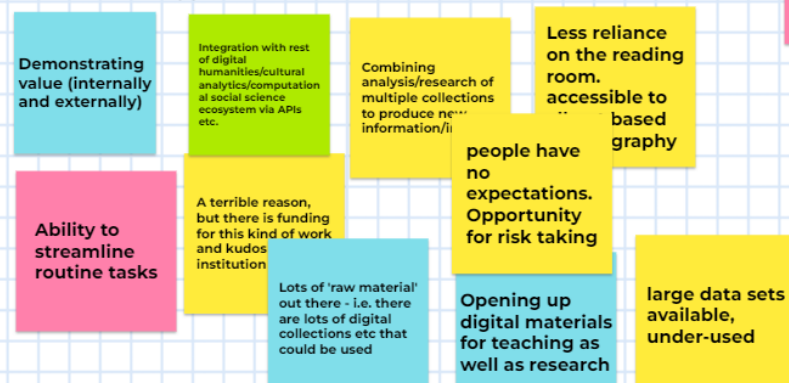 Demonstrating
value (internally
and externally)
Integration with rest
of digital
humanities/cultural
analytics/computation
al social science
ecosystem via APIs
etc.
Combining
analysis/research of
multiple collections
to produce new
Less reliance
on the reading
room.
accessible to
based
people have
no
expectations.
Opportunity
for risk taking
Ability to
streamline
routine tasks
A terrible reason,
but there is funding
for this kind of work
and kudos
institution
Lots of 'raw material'
out there - i.e. there
are lots of digital
collections etc that
could be used
Opening up
digital materials
for teaching as
well as research
large data sets
available,
under-used